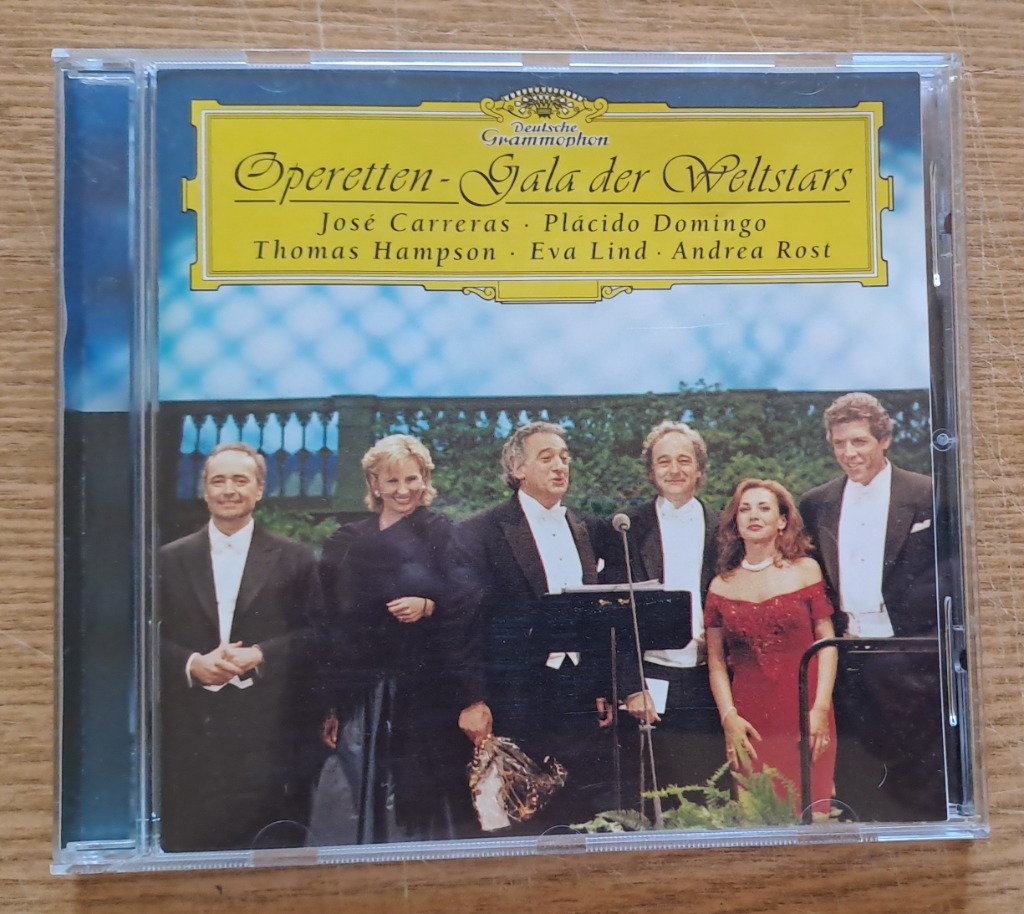 Deutsche
Grammophon
Operetten-Gala der Weltstars
José Carreras · Plácido Domingo
Thomas Hampson · Eva Lind · Andrea Rost